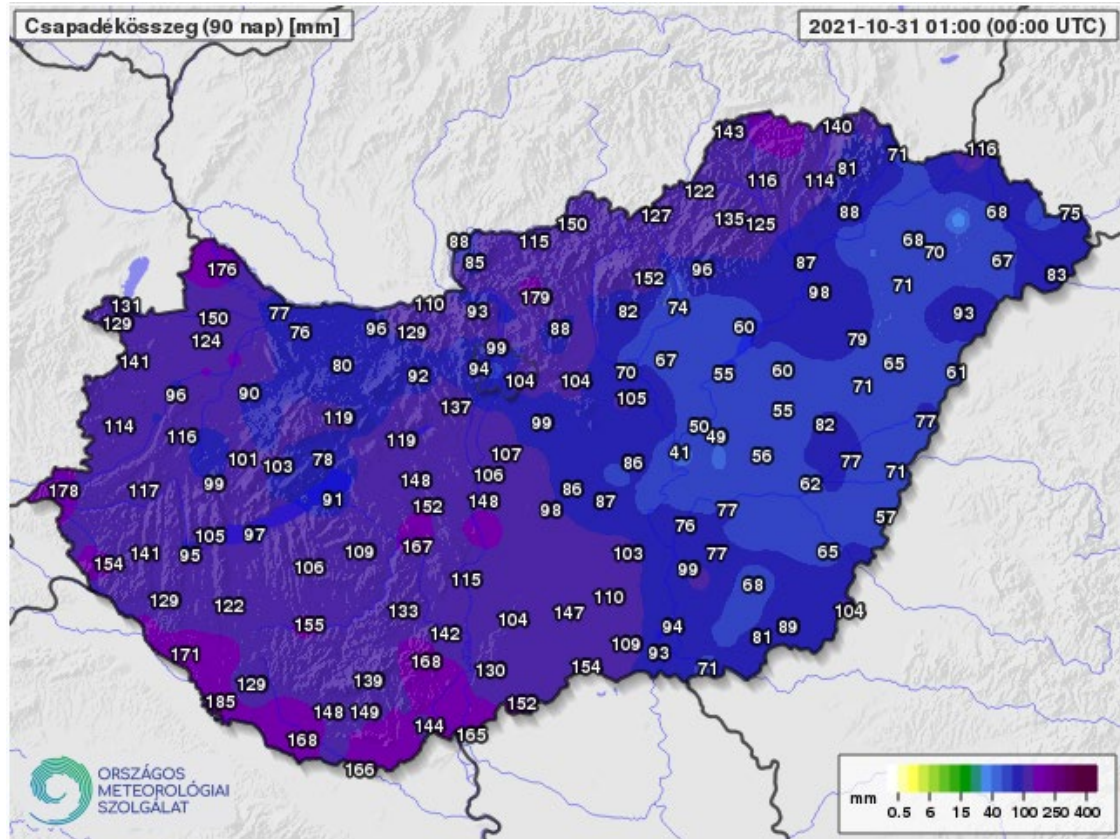 Csapadékösszeg (90 nap) [mm] 2021-10-31 01:00 (00:00 UTC)
143 140
71 116
116 114 81
122
127 135 125 88 68 75
150
88 115 68 70
85 152 96 87 67 83
176 98 71
131 110 93 179 82 74 93
129 150 77
124 76 96 129 88 60 79
141 80 92 99 94 104 104 70 67 55 60 65 61
96 90 105 71
114 119 137 99 55 82 77
116 119 50 49
101 103 78 107 86 41 56 77 71
178 117 99 148 106 62
91 152 148 98 86 87 77 57
105 97 76
154 141 95 109 167 103 77 65
106 115 99 68
129 122 133 104 147 110 104
155 142 94 81 89
171 168 109 93
129 139 130 154 71
185 148 149 152
168 144 165
166
ORSZÁGOS
METEOROLÓGIAI
SZOLGÁLAT
mm 0.5 6 15 40 100 250 400